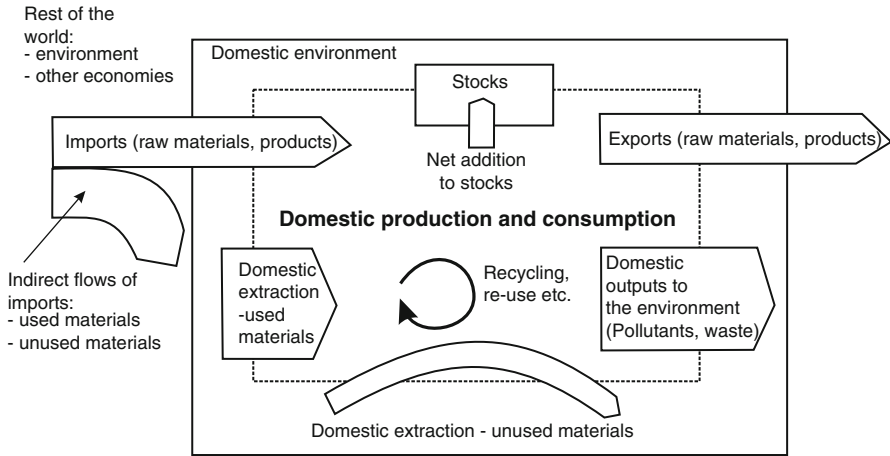 Rest of the
the world:
- environment
- other economies
Domestic environment
Stocks
Imports (raw materials, products)
Exports (raw materials, products)
Net addition
to stocks
Domestic production and consumption
Indirect flows of
imports:
- used materials
- unused materials
Domestic
extraction
-used
materials
Recycling,
re-use etc.
Domestic
outputs to
the environment
(Pollutants, waste)
Domestic extraction - unused materials